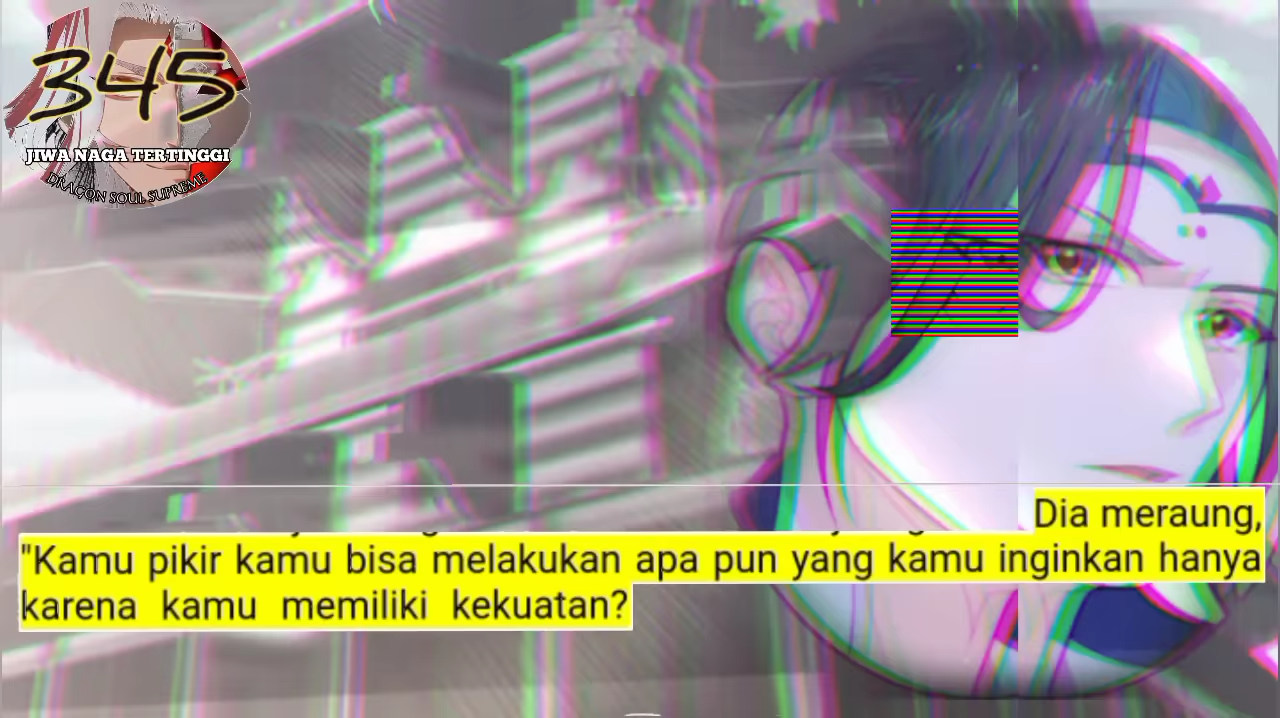 345
JIWA NAGA TERTINGGI
DRAGON SOUL SUPREME
Dia meraung,
"Kamu pikir kamu bisa melakukan apa pun yang kamu inginkan hanya
karena kamu memiliki kekuatan?